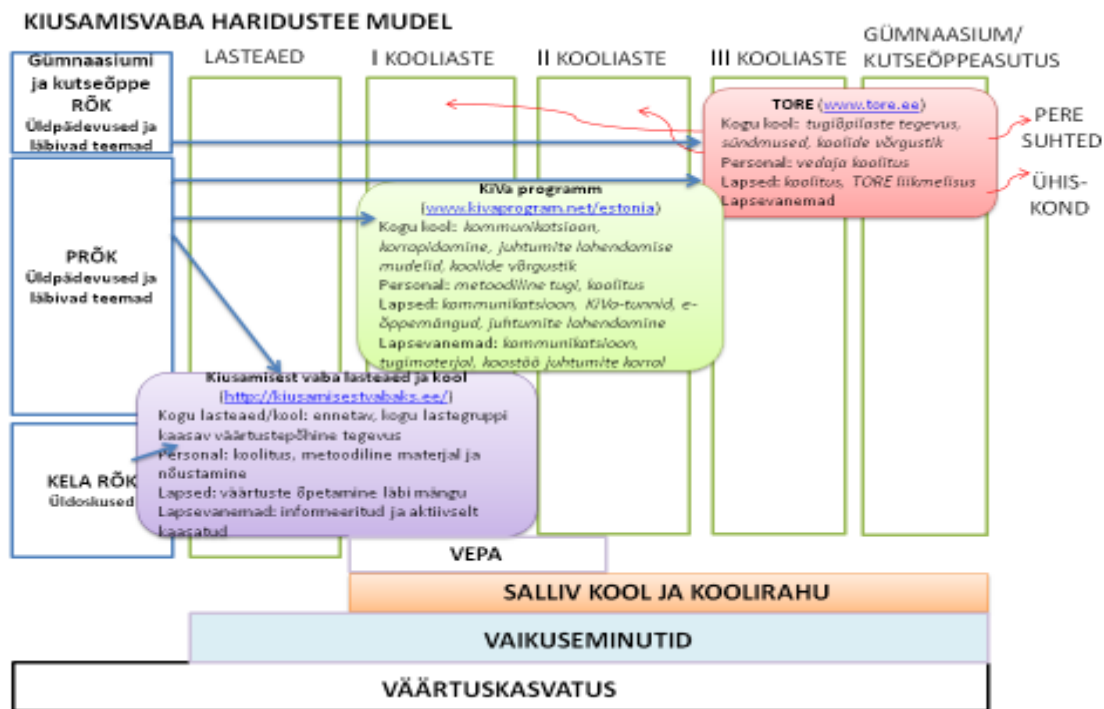 KIUSAMISVABA HARIDUSTEE MUDEL
LASTEAED
I KOOLIASTE
II KOOLIASTE
III KOOLIASTE
GÜMNAASIUM/
KUTSEÕPPEASUTUS
Gümnaasiumi
ja kutseõppe
RÕK
Üldpädevused ja
läbivad teemad
PRÕK
Üldpädevused ja
läbivad teemad
KELA RÕK
Üldoskused
TORE (www.tore.ee)
Kogu kool: tugiõpilaste tegevus,
sündmused, koolide võrgustik
Personal: vedaja koolitus
Lapsed: koolitus, TORE liikmelisus
Lapsevanemad
PERE
SUHTED
ÜHIS-
KOND
KiVa programm
(www.kivaprogram.net/estonia)
Kogu kool: kommunikatsioon,
korrapidamine, juhtumite lahendamise
mudelid, koolide võrgustik
Personal: metoodiline tugi, koolitus
Lapsed: kommunikatsioon, KiVa-tunnid, e-
õppemängud, juhtumite lahendamine
Lapsevanemad: kommunikatsioon,
tugimaterjal, koostöö juhtumite korral
Kiusamisest vaba lasteaed ja kool
(http://kiusamisestvabaks.ee/)
Kogu lasteaed/kool: ennetav, kogu lastegruppi
kaasav väärtustepõhine tegevus
Personal: koolitus, metoodiline materjal ja
nõustamine
Lapsed: väärtuste õpetamine läbi mängu
Lapsevanemad: informeeritud ja aktiivselt
kaasatud
VEPA
SALLIV KOOL JA KOOLIRAHU
VAIKUSEMINUTID
VÄÄRTUSKASVATUS